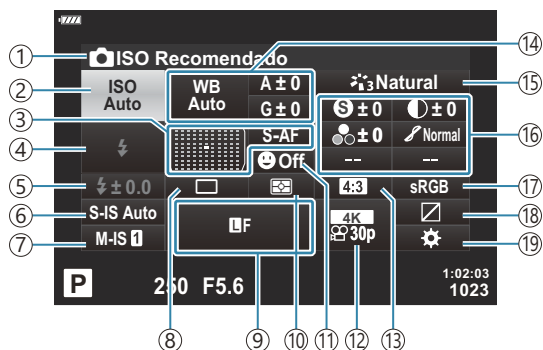 ① ISO Recomendado ⑭
② ISO Auto WB Auto A±0 G±0 3 Natural ⑮
③ S-AF S±0 ±0 ⑯
④ Off ±0 Normal
-- --
⑤ ±0.0 4:3 sRGB ⑰
⑥ S-IS Auto LF 4K 30p ⑱
⑦ M-IS 1 ⑲
P 250 F5.6 1:02:03
1023
⑧ ⑨ ⑩ ⑪ ⑫ ⑬